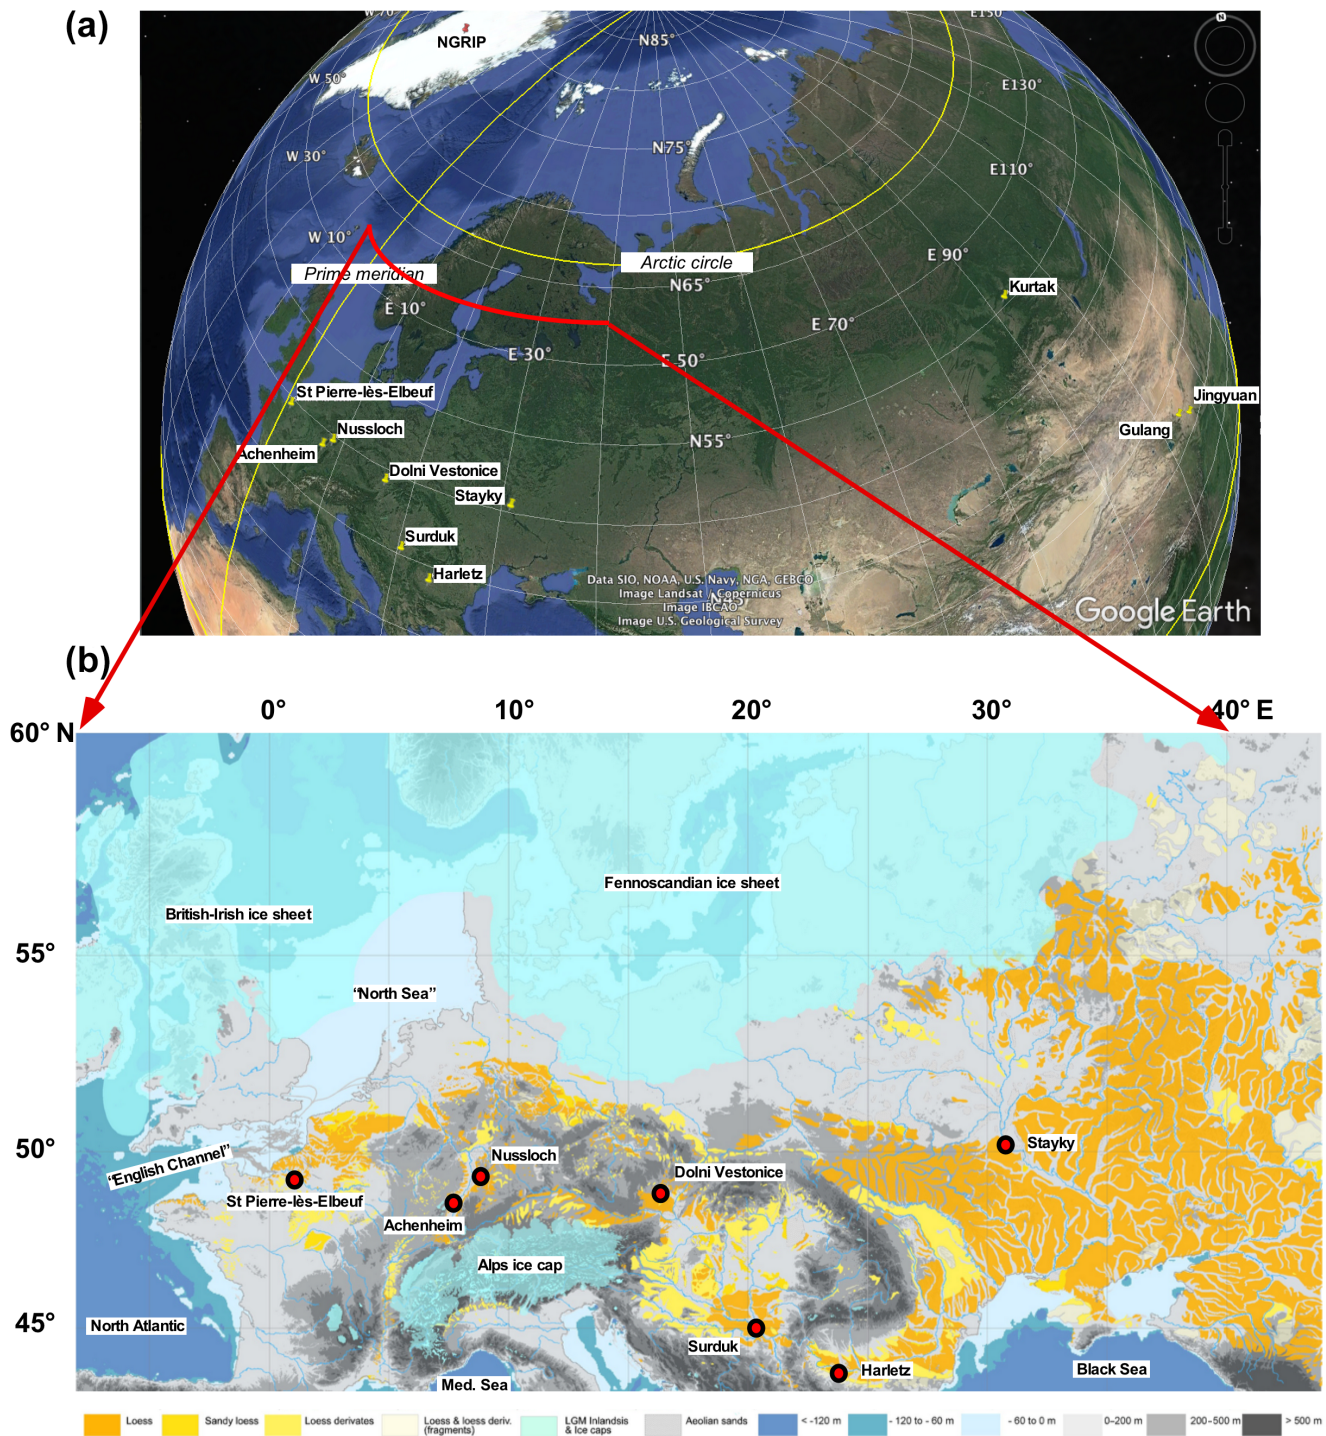 (a)
W 70°
E150°
NGRIP
N85°
W 50°
E130°
W 30°
N75°
E110°
W 10°
E 90°
Prime meridian
Arctic circle
N65°
Kurtak
E 10°
E 70°
E 30°
E 50°
St Pierre-lès-Elbeuf
Jingyuan
Nussloch
Gulang
Achenheim
N55°
Dolni Vestonice
Stayky
Surduk
Harletz
Data SIO, NOAA, U.S. Navy, NGA, GEBCO
Image Landsat / Copernicus
N45°
Image IBCAO
Image U.S. Geological Survey
Google Earth
N
(b)
0°
10°
20°
30°
40° E
60° N
Fennoscandian ice sheet
British-Irish ice sheet
55°
“North Sea”
50°
Stayky
“English Channel”
Nussloch
Dolni Vestonice
St Pierre-lès-Elbeuf
Achenheim
Alps ice cap
45°
North Atlantic
Surduk
Harletz
Black Sea
Med. Sea
Loess
Sandy loess
Loess derivates
Loess & loess deriv.
(fragments)
LGM Inlandsis
& Ice caps
Aeolian sands
< -120 m
- 120 to - 60 m
- 60 to 0 m
0–200 m
200–500 m
> 500 m